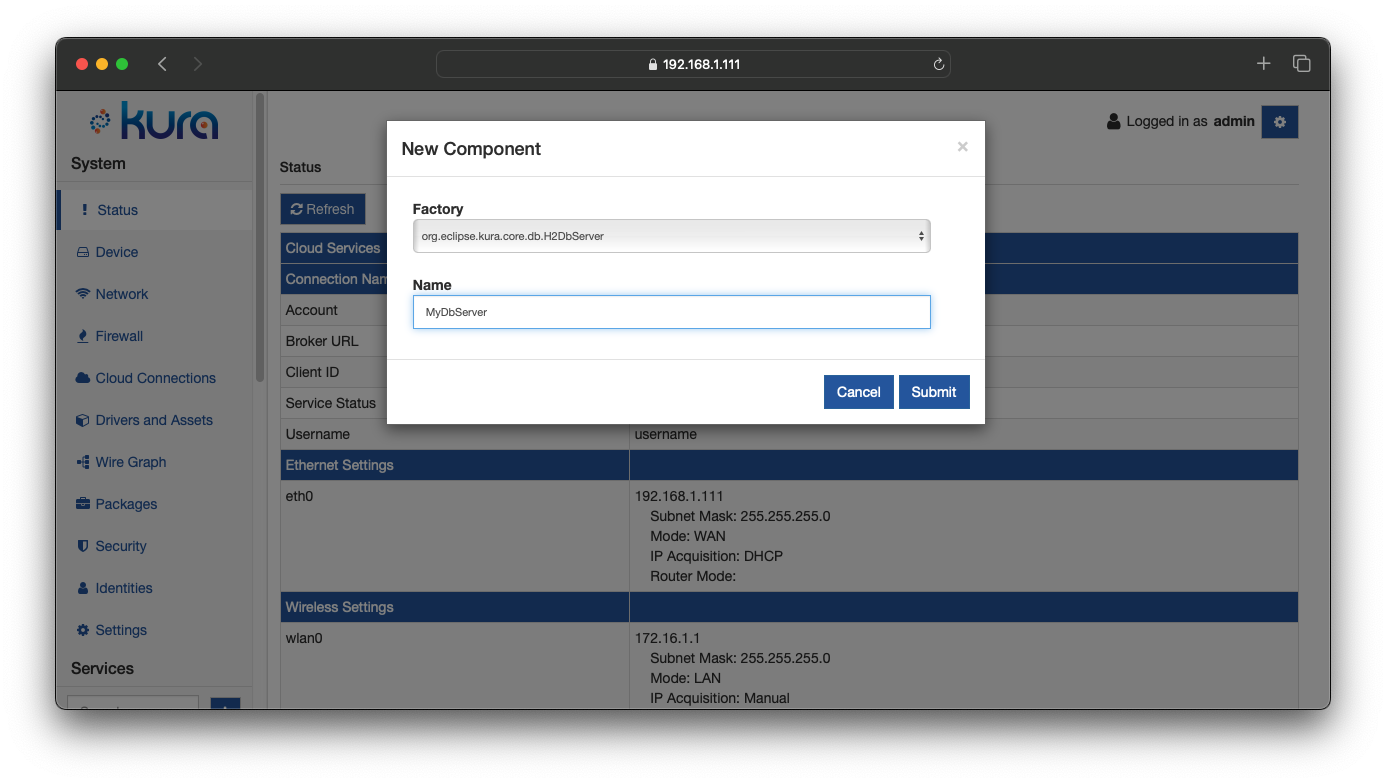 192.168.1.111
kura
Logged in as admin
System
Status
Device
Network
Firewall
Cloud Connections
Drivers and Assets
Wire Graph
Packages
Security
Identities
Settings
Services
New Component
×
Factory
org.eclipse.kura.core.db.H2DbServer
Name
MyDbServer
Cancel Submit
Status
Refresh
Cloud Services
Connection Nam
Account
Broker URL
Client ID
Service Status
Username username
Ethernet Settings
eth0 192.168.1.111
Subnet Mask: 255.255.255.0
Mode: WAN
IP Acquisition: DHCP
Router Mode:
Wireless Settings
wlan0 172.16.1.1
Subnet Mask: 255.255.255.0
Mode: LAN
IP Acquisition: Manual